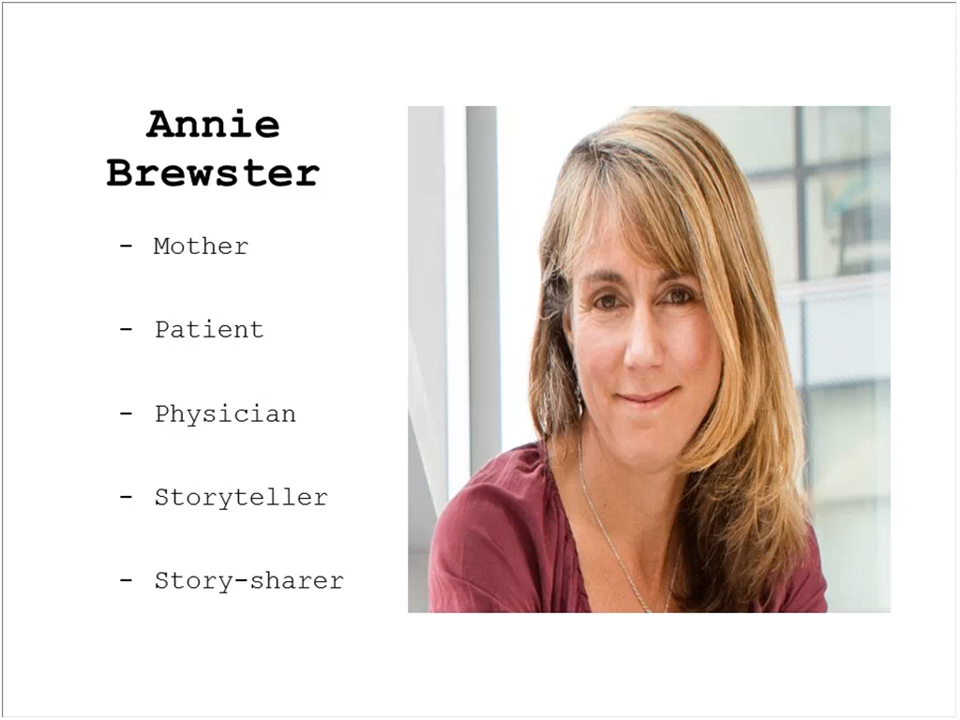 Annie
Brewster
- Mother
- Patient
- Physician
- Storyteller
- Story-sharer